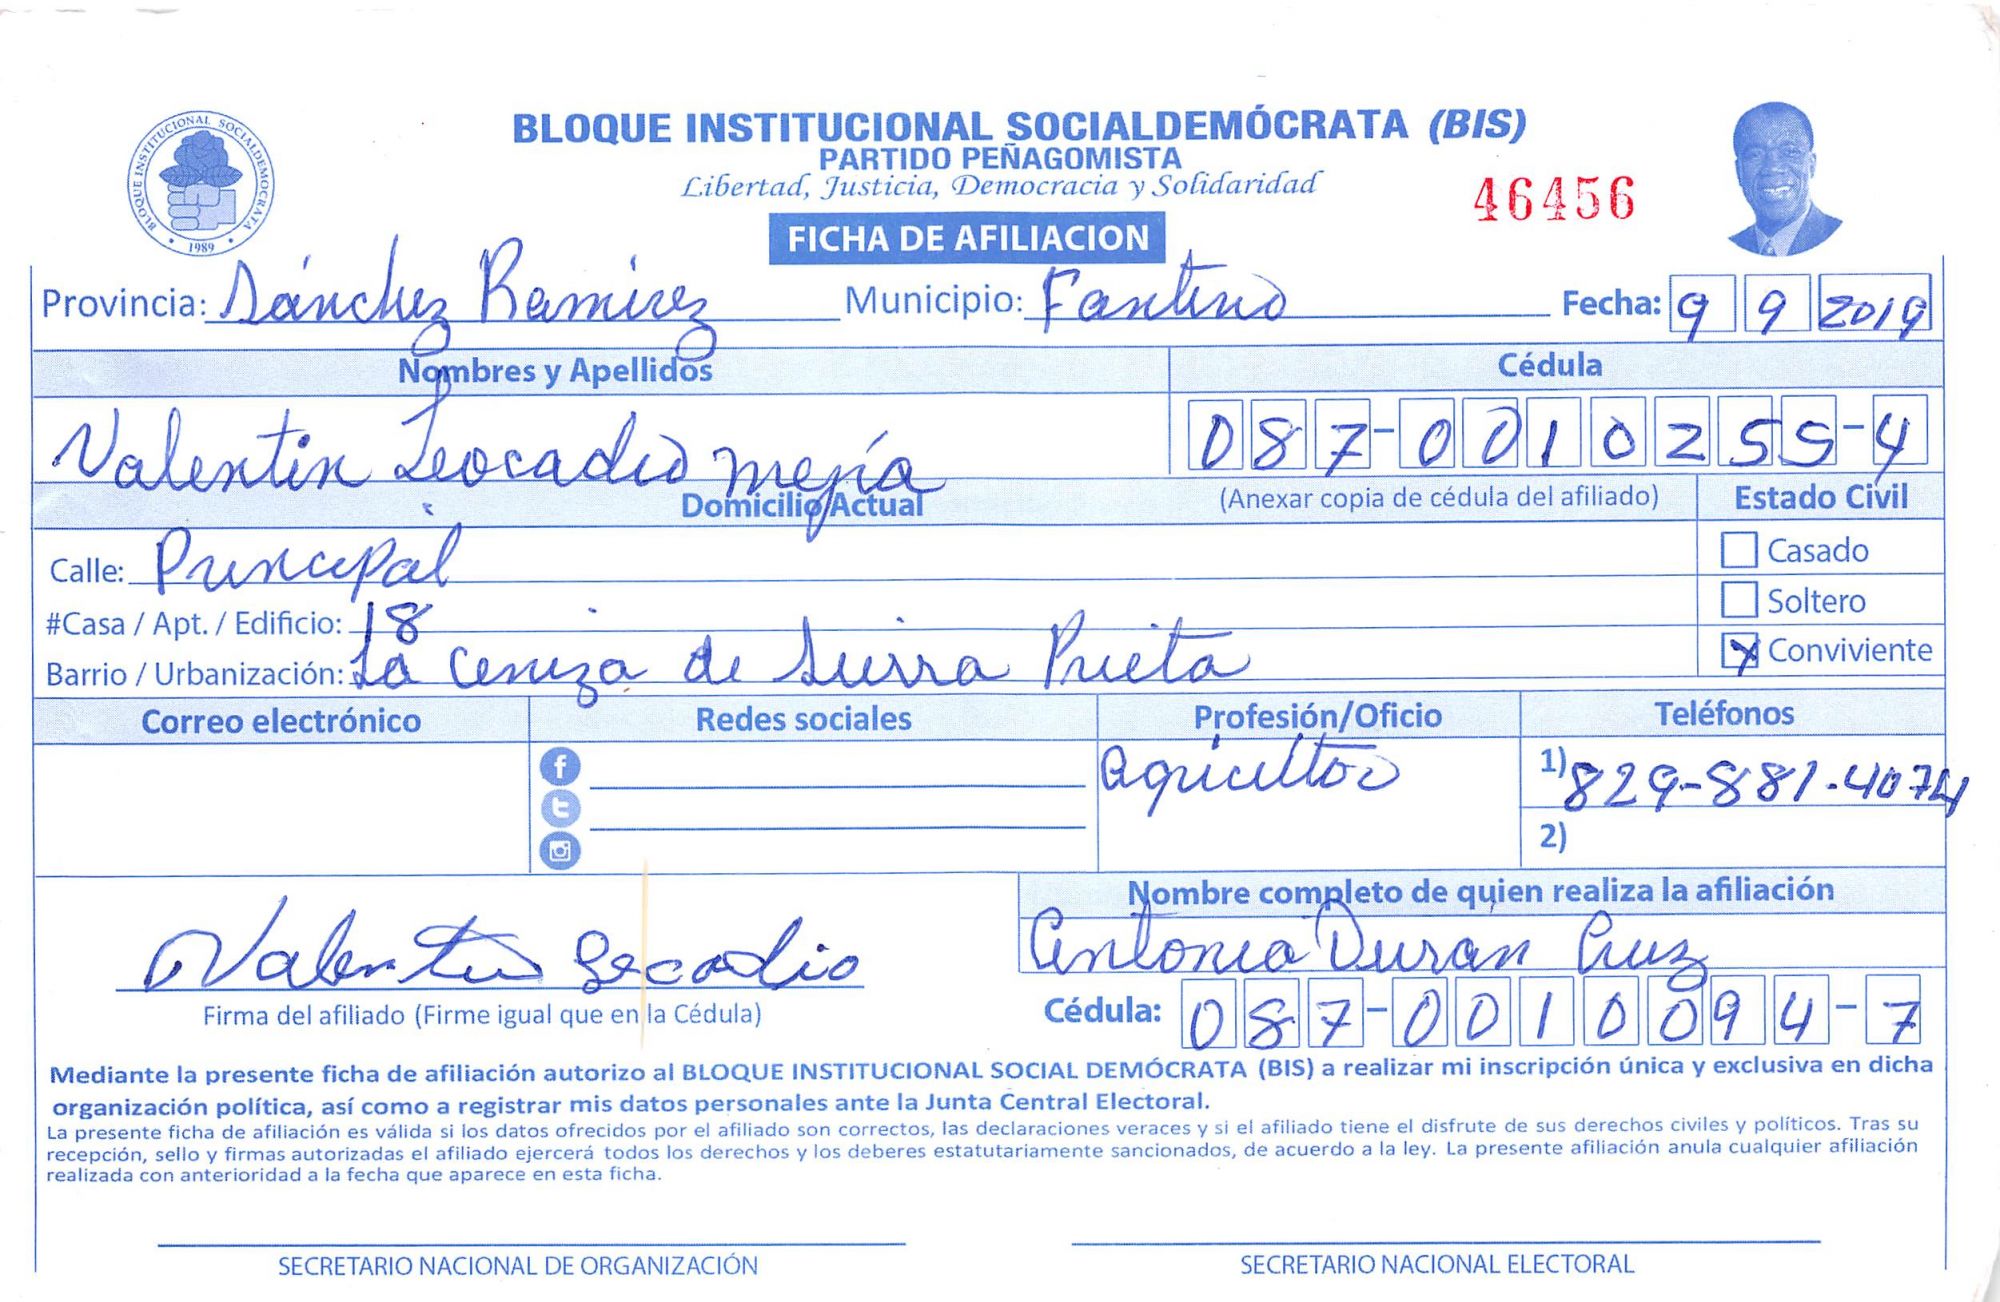 BLOQUE INSTITUCIONAL SOCIALDEMÓCRATA (BIS)
PARTIDO PEÑAGOMISTA
Libertad, Justicia, Democracia y Solidaridad
46456
BLOQUE INSTITUCIONAL SOCIALDEMOCRATA
1989
FICHA DE AFILIACION
Provincia: Sánchez Ramirez Municipio: Fantino Fecha: 9 9 2019
Nombres y Apellidos Cédula
Valentin Leocadio mejía 087-0010255-4
Domicilio Actual (Anexar copia de cédula del afiliado) Estado Civil
Calle: Principal Casado
#Casa / Apt. / Edificio: 18 Soltero
Barrio / Urbanización: La ceniza de Sierra Prieta X Conviviente
Correo electrónico Redes sociales Profesión/Oficio Teléfonos
agricultor 1) 829-881-4074
2)
Nombre completo de quien realiza la afiliación
Valentin Leocadio Antonia Duran Cruz
Firma del afiliado (Firme igual que en la Cédula) Cédula: 087-0010094-7
Mediante la presente ficha de afiliación autorizo al BLOQUE INSTITUCIONAL SOCIAL DEMÓCRATA (BIS) a realizar mi inscripción única y exclusiva en dicha
organización política, así como a registrar mis datos personales ante la Junta Central Electoral.
La presente ficha de afiliación es válida si los datos ofrecidos por el afiliado son correctos, las declaraciones veraces y si el afiliado tiene el disfrute de sus derechos civiles y políticos. Tras su
recepción, sello y firmas autorizadas el afiliado ejercerá todos los derechos y los deberes estatutariamente sancionados, de acuerdo a la ley. La presente afiliación anula cualquier afiliación
realizada con anterioridad a la fecha que aparece en esta ficha.
SECRETARIO NACIONAL DE ORGANIZACIÓN SECRETARIO NACIONAL ELECTORAL